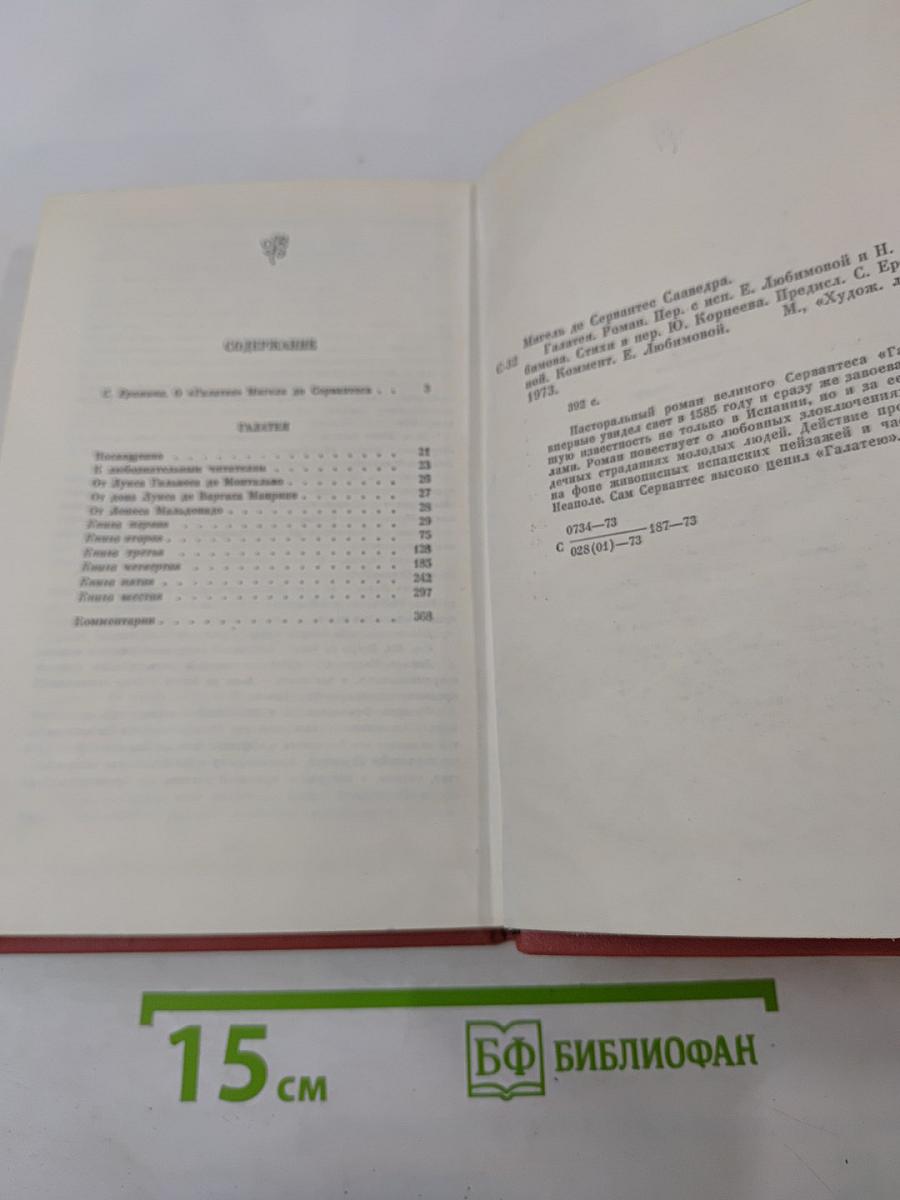 СОДЕРЖАНИЕ
С. Еремина. О «Галатее» Мигеля де Сервантеса . . 3
ГАЛАТЕЯ
Посвящение 21
К любознательным читателям 23
От Луиса Гальвеса де Монтальво 26
От дона Луиса де Варгаса Манрике 27
От Лопеса Мальдонадо 28
Книга первая 29
Книга вторая 75
Книга третья 128
Книга четвертая 185
Книга пятая 242
Книга шестая 297
Комментарии 368
Мигель де Сервантес Сааведра.
С 32 Галатея. Роман. Пер. с исп. Е. Любимовой и Н.
бимова. Стихи в пер. Ю. Корнеева. Предисл. С. Ер
ной. Коммент. Е. Любимовой. М., «Худож. л
1973.
392 с.
Пасторальный роман великого Сервантеса «Га
впервые увидел свет в 1585 году и сразу же завоева
шую известность не только в Испании, но и за ее
лами. Роман повествует о любовных злоключениях
дечных страданиях молодых людей. Действие про
на фоне живописных испанских пейзажей и час
Неаполе. Сам Сервантес высоко ценил «Галатею».
0734—73
С 187—73
028(01)—73
15 см
БФ БИБЛИОФАН